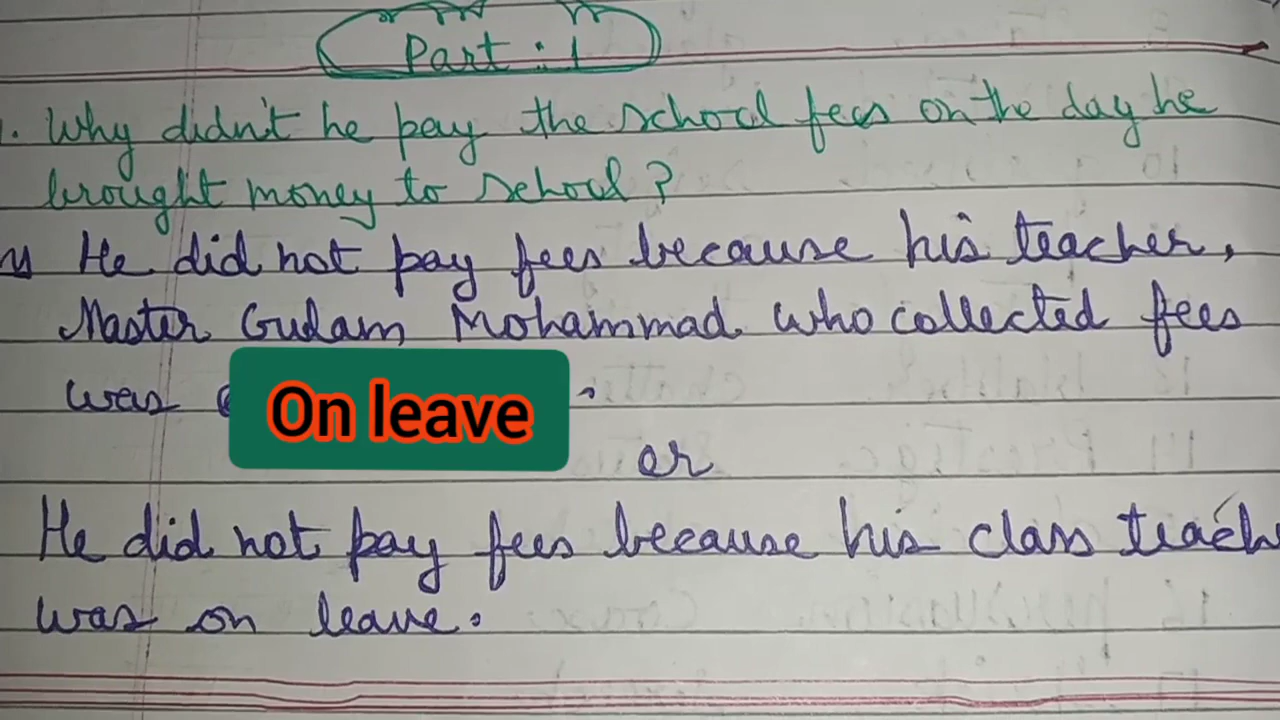 Part : 1
1. Why didn't he pay the school fees on the day he
brought money to school?
He did not pay fees because his teacher,
Master Gulam Mohammad who collected fees
was On leave .
or
He did not pay fees because his class teach
was on leave.